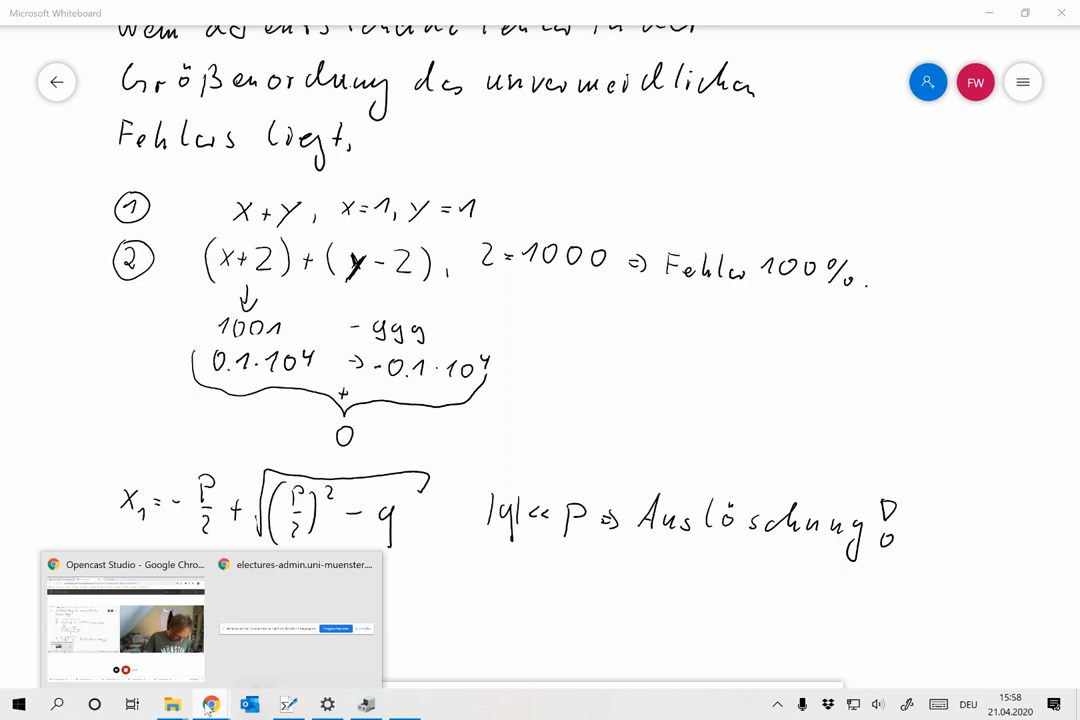 Microsoft Whiteboard
Größenordnung des unvermeidlichen
Fehlers liegt.
FW
① x+y, x=1, y=1
② (x+z)+(y-z), z=1000 => Fehler 100%.
↓
1001 -999
0.1·10⁴ → -0.1·10⁴
+
0
x₁ = -p/2 + √((p/2)² - q) |q| << p => Auslöschung!
Opencast Studio - Google Chro...
electures-admin.uni-muenster....
DEU
15:58
21.04.2020